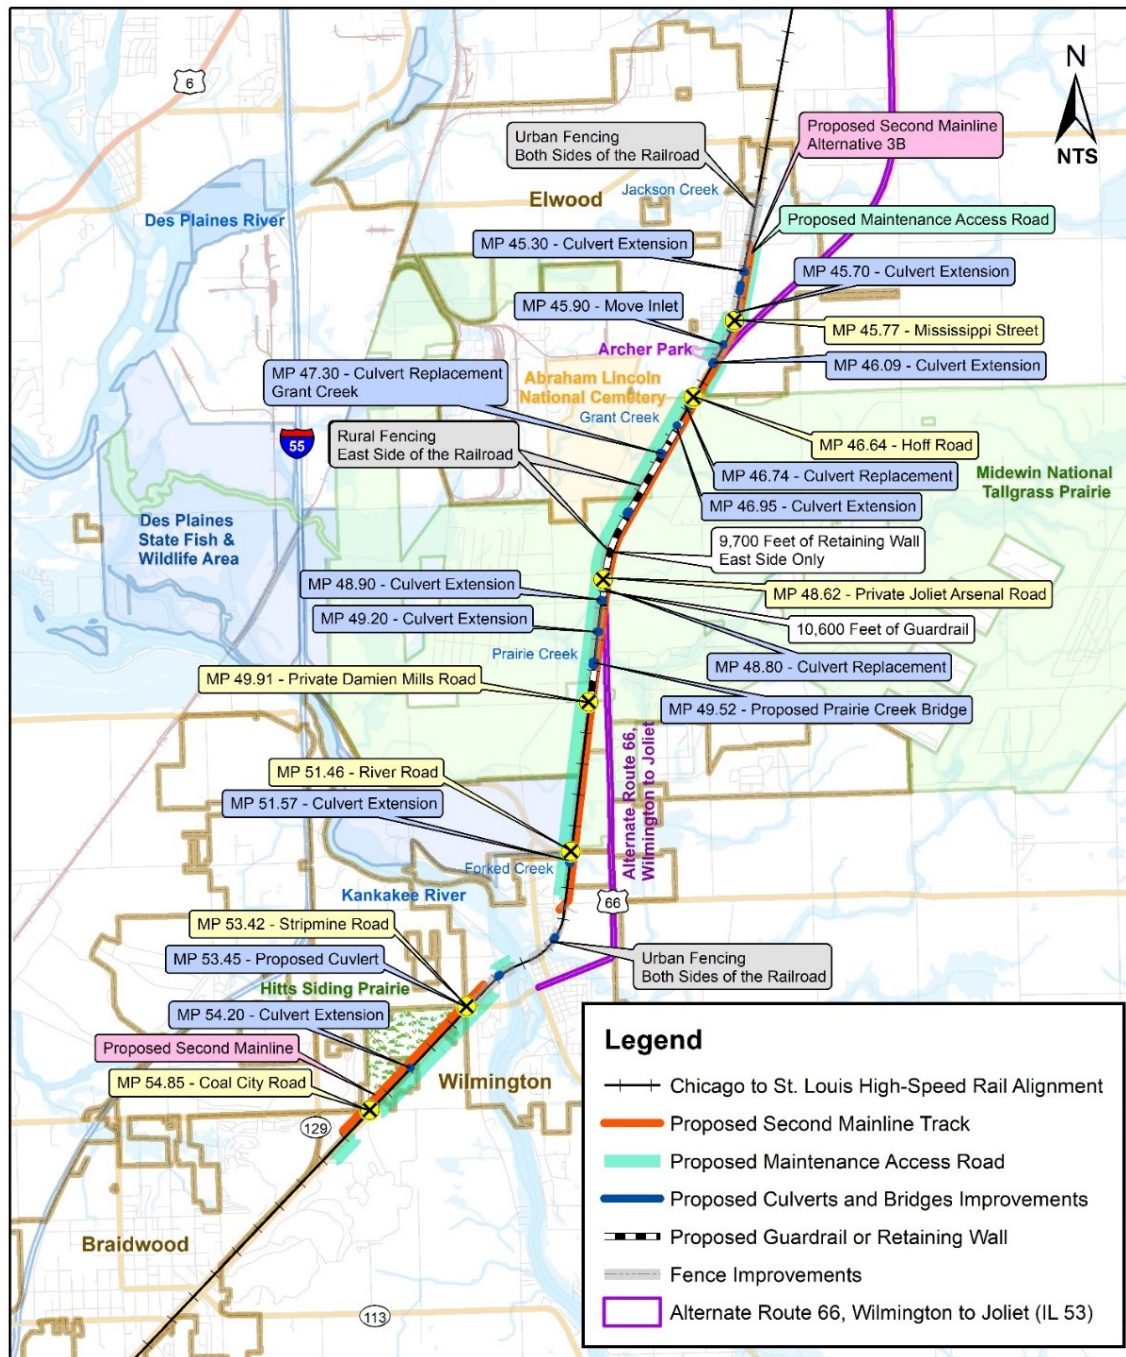 6
N
NTS
Urban Fencing
Both Sides of the Railroad
Proposed Second Mainline
Alternative 3B
Jackson Creek
Elwood
Des Plaines River
Proposed Maintenance Access Road
MP 45.30 - Culvert Extension
MP 45.70 - Culvert Extension
MP 45.90 - Move Inlet
MP 45.77 - Mississippi Street
Archer Park
MP 46.09 - Culvert Extension
MP 47.30 - Culvert Replacement
Grant Creek
Abraham Lincoln
National Cemetery
Grant Creek
55
Rural Fencing
East Side of the Railroad
MP 46.64 - Hoff Road
MP 46.74 - Culvert Replacement
Midewin National
Tallgrass Prairie
MP 46.95 - Culvert Extension
Des Plaines
State Fish &
Wildlife Area
9,700 Feet of Retaining Wall
East Side Only
MP 48.90 - Culvert Extension
MP 48.62 - Private Joliet Arsenal Road
MP 49.20 - Culvert Extension
10,600 Feet of Guardrail
Prairie Creek
MP 48.80 - Culvert Replacement
MP 49.91 - Private Damien Mills Road
MP 49.52 - Proposed Prairie Creek Bridge
Alternate Route 66,
Wilmington to Joliet
MP 51.46 - River Road
MP 51.57 - Culvert Extension
Forked Creek
Kankakee River
66
MP 53.42 - Stripmine Road
MP 53.45 - Proposed Cuvlert
Urban Fencing
Both Sides of the Railroad
Hitts Siding Prairie
MP 54.20 - Culvert Extension
Proposed Second Mainline
Wilmington
MP 54.85 - Coal City Road
129
Braidwood
113
Legend
Chicago to St. Louis High-Speed Rail Alignment
Proposed Second Mainline Track
Proposed Maintenance Access Road
Proposed Culverts and Bridges Improvements
Proposed Guardrail or Retaining Wall
Fence Improvements
Alternate Route 66, Wilmington to Joliet (IL 53)